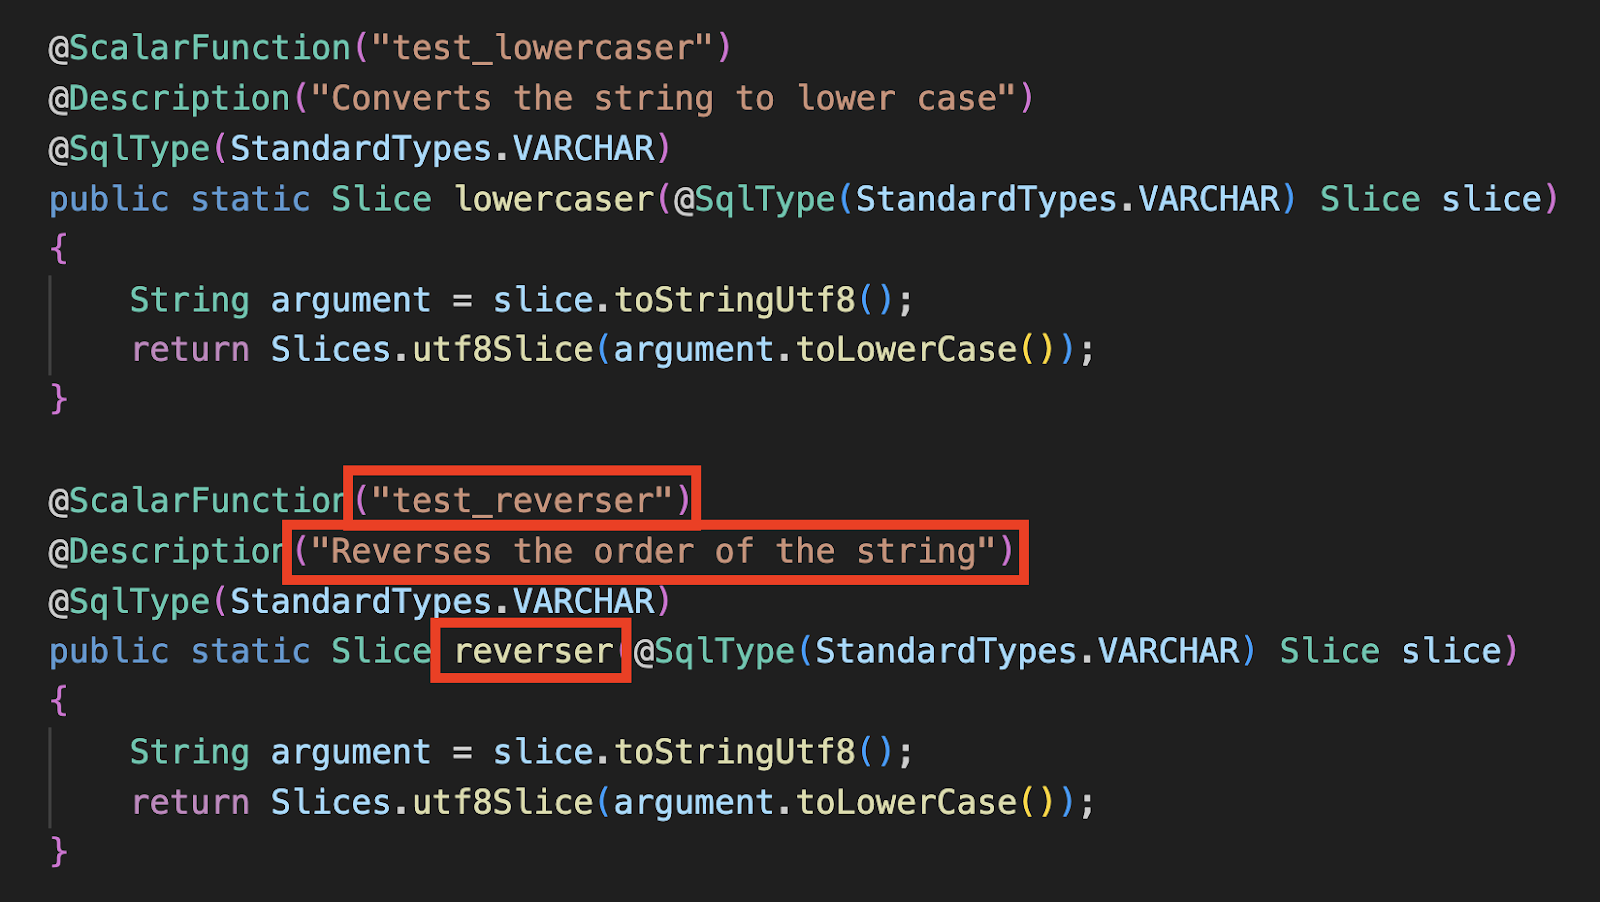 @ScalarFunction("test_lowercaser")
@Description("Converts the string to lower case")
@SqlType(StandardTypes.VARCHAR)
public static Slice lowercaser(@SqlType(StandardTypes.VARCHAR) Slice slice)
{
    String argument = slice.toStringUtf8();
    return Slices.utf8Slice(argument.toLowerCase());
}
@ScalarFunction("test_reverser")
@Description("Reverses the order of the string")
@SqlType(StandardTypes.VARCHAR)
public static Slice reverser(@SqlType(StandardTypes.VARCHAR) Slice slice)
{
    String argument = slice.toStringUtf8();
    return Slices.utf8Slice(argument.toLowerCase());
}